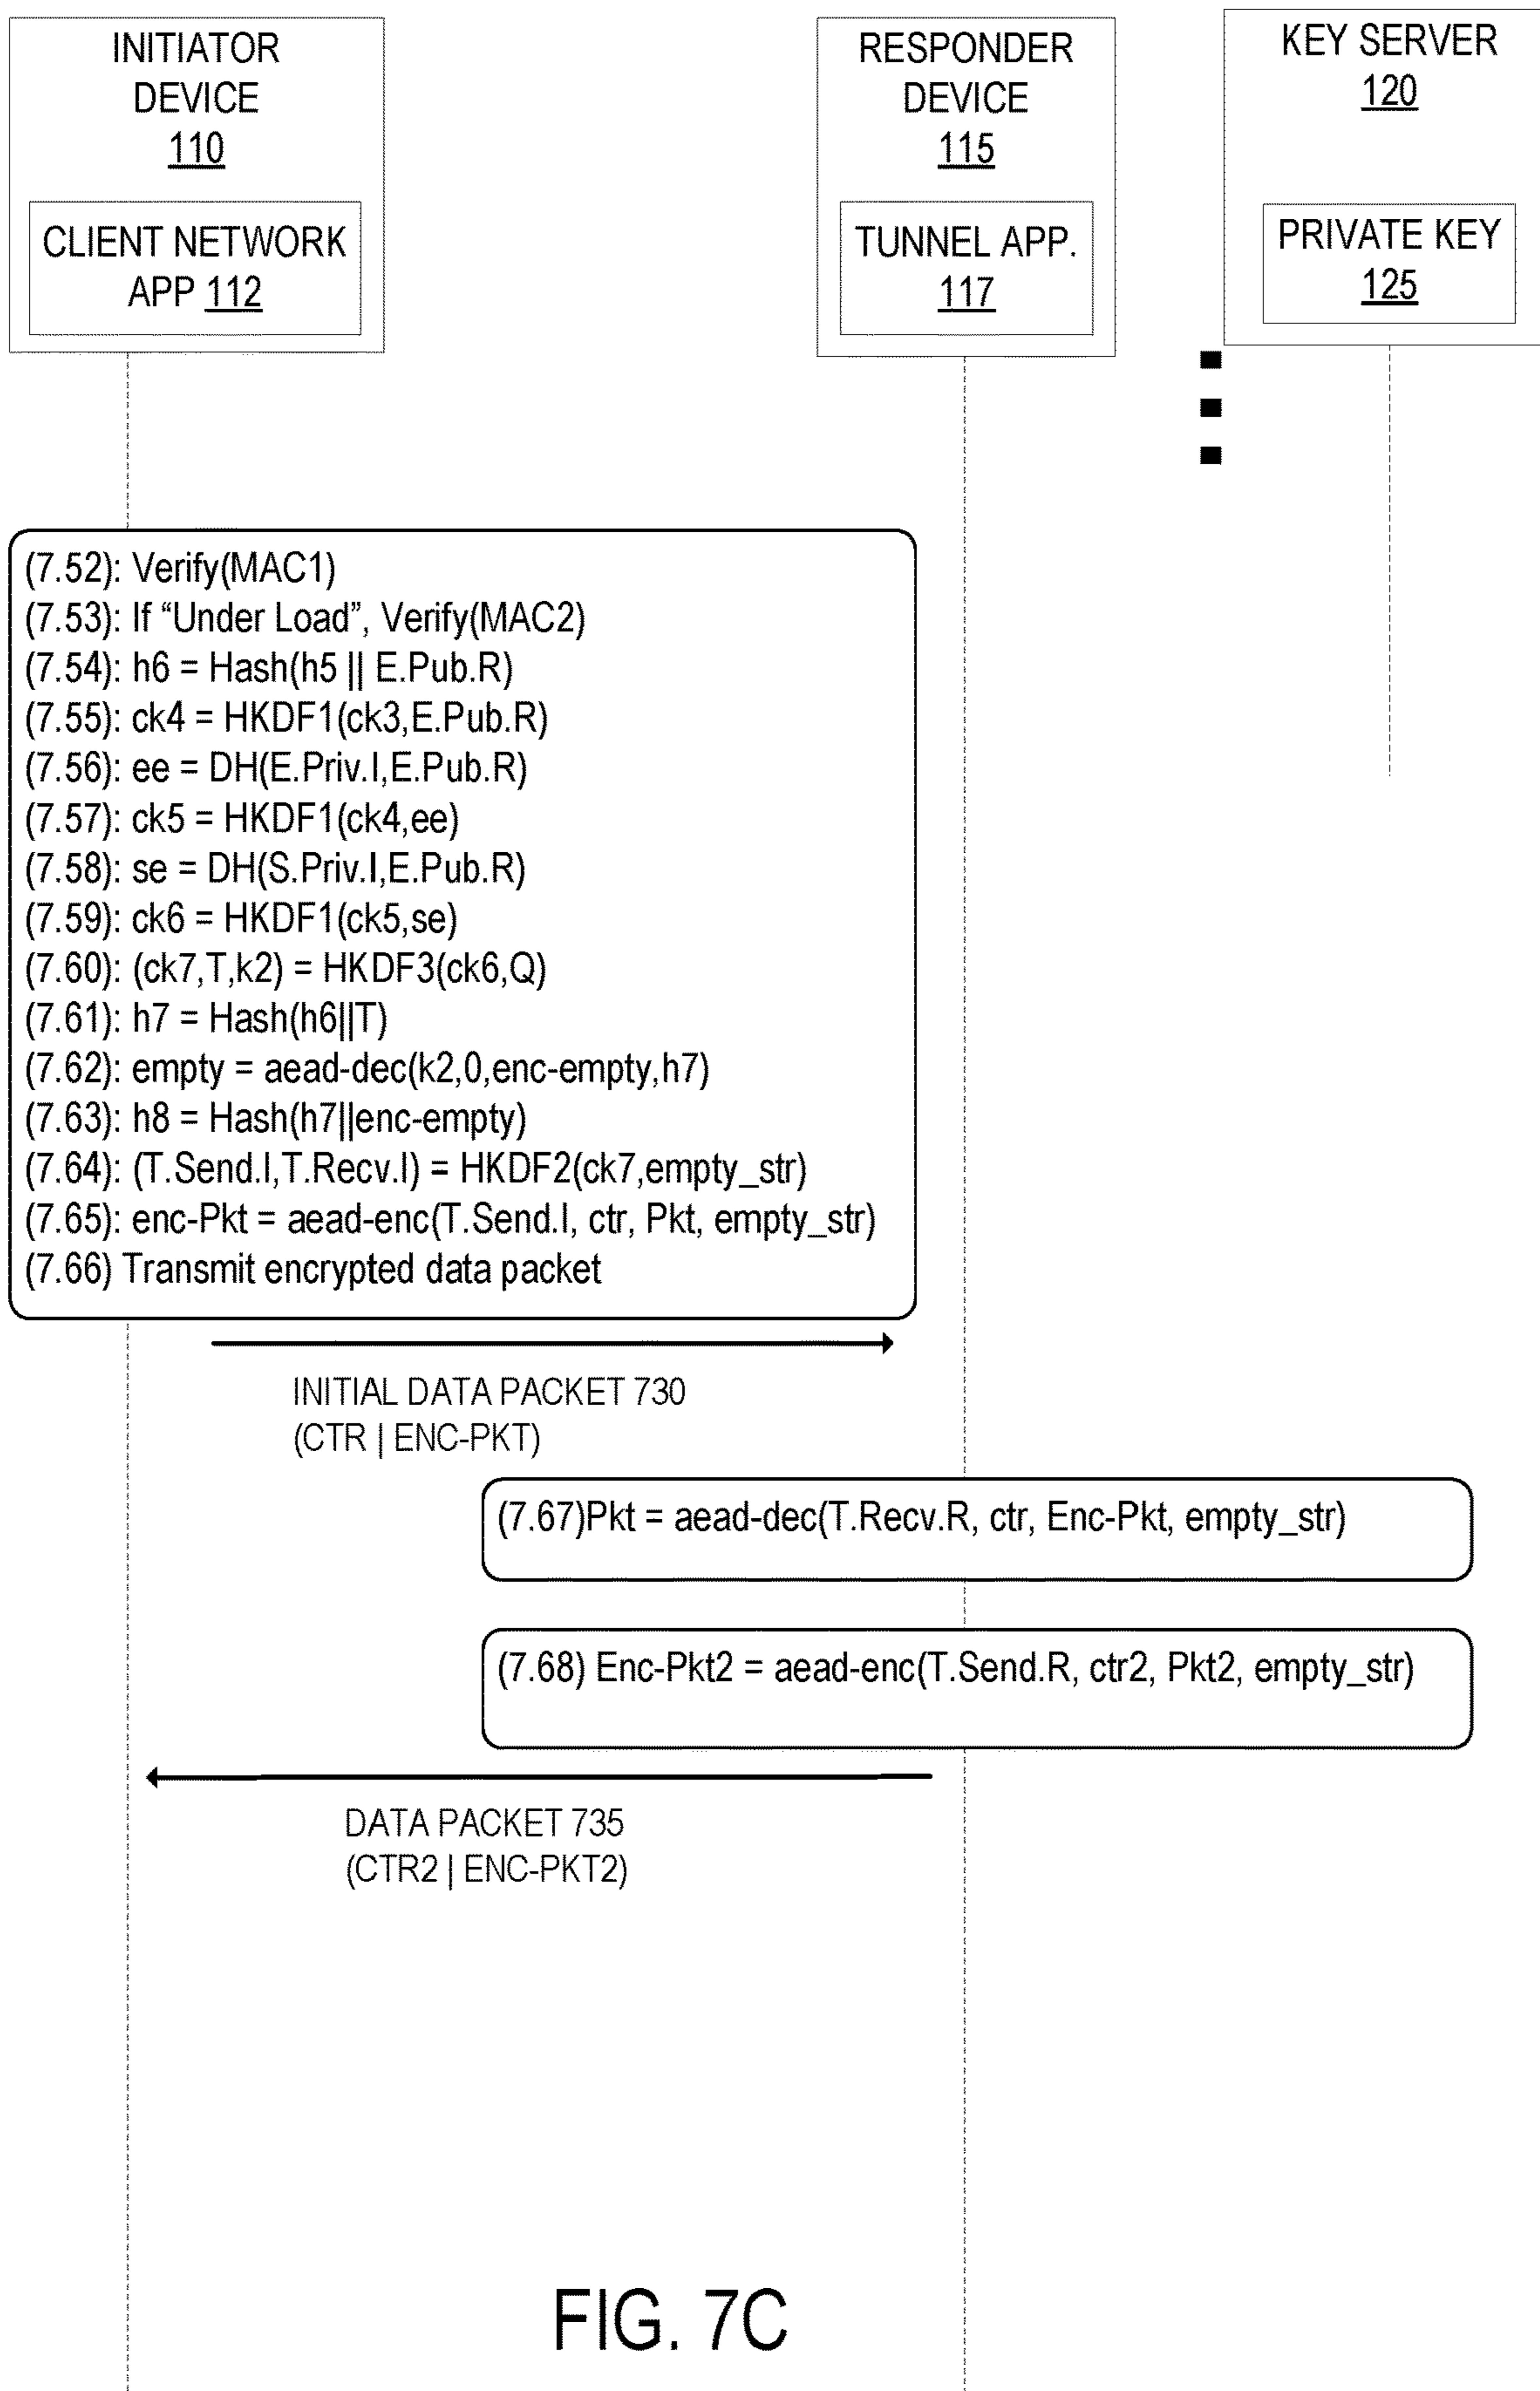 INITIATOR
DEVICE
110
CLIENT NETWORK
APP 112
RESPONDER
DEVICE
115
TUNNEL APP.
117
KEY SERVER
120
PRIVATE KEY
125
(7.52): Verify(MAC1)
(7.53): If “Under Load”, Verify(MAC2)
(7.54): h6 = Hash(h5 || E.Pub.R)
(7.55): ck4 = HKDF1(ck3,E.Pub.R)
(7.56): ee = DH(E.Priv.I,E.Pub.R)
(7.57): ck5 = HKDF1(ck4,ee)
(7.58): se = DH(S.Priv.I,E.Pub.R)
(7.59): ck6 = HKDF1(ck5,se)
(7.60): (ck7,T,k2) = HKDF3(ck6,Q)
(7.61): h7 = Hash(h6||T)
(7.62): empty = aead-dec(k2,0,enc-empty,h7)
(7.63): h8 = Hash(h7||enc-empty)
(7.64): (T.Send.I,T.Recv.I) = HKDF2(ck7,empty_str)
(7.65): enc-Pkt = aead-enc(T.Send.I, ctr, Pkt, empty_str)
(7.66) Transmit encrypted data packet
INITIAL DATA PACKET 730
(CTR | ENC-PKT)
(7.67)Pkt = aead-dec(T.Recv.R, ctr, Enc-Pkt, empty_str)
(7.68) Enc-Pkt2 = aead-enc(T.Send.R, ctr2, Pkt2, empty_str)
DATA PACKET 735
(CTR2 | ENC-PKT2)
FIG. 7C